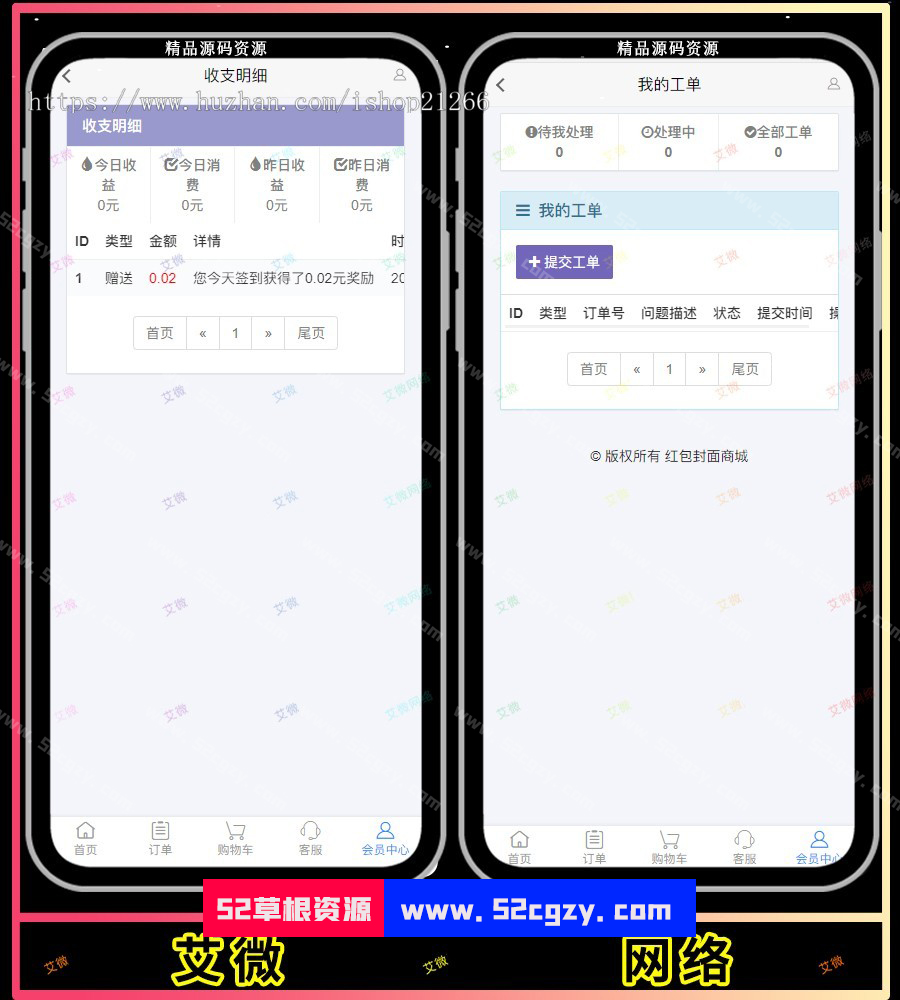 精品源码资源
收支明细
https://www.huzhan.com/ishop21266
收支明细
今日收益
0元
今日消费
0元
昨日收益
0元
昨日消费
0元
ID 类型 金额 详情 时
1 赠送 0.02 您今天签到获得了0.02元奖励 20
首页 « 1 » 尾页
首页 订单 购物车 客服 会员中心
精品源码资源
我的工单
待我处理
0
处理中
0
全部工单
0
我的工单
提交工单
ID 类型 订单号 问题描述 状态 提交时间 操
首页 « 1 » 尾页
© 版权所有 红包封面商城
首页 订单 购物车 客服 会员中心
52草根资源 www.52cgzy.com
艾微 网络
艾微 艾微 艾微